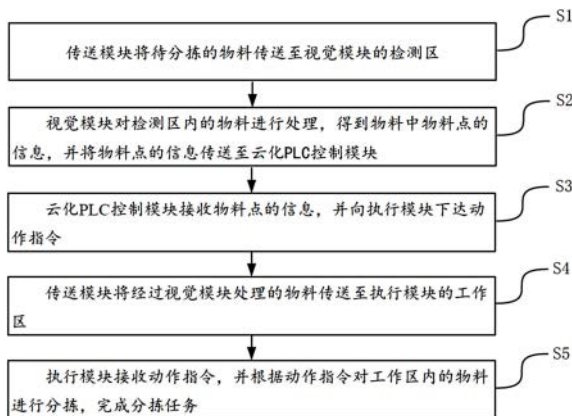 传送模块将待分拣的物料传送至视觉模块的检测区
S1
视觉模块对检测区内的物料进行处理，得到物料中物料点的
信息，并将物料点的信息传送至云化PLC控制模块
S2
云化PLC控制模块接收物料点的信息，并向执行模块下达动
作指令
S3
传送模块将经过视觉模块处理的物料传送至执行模块的工作
区
S4
执行模块接收动作指令，并根据动作指令对工作区内的物料
进行分拣，完成分拣任务
S5